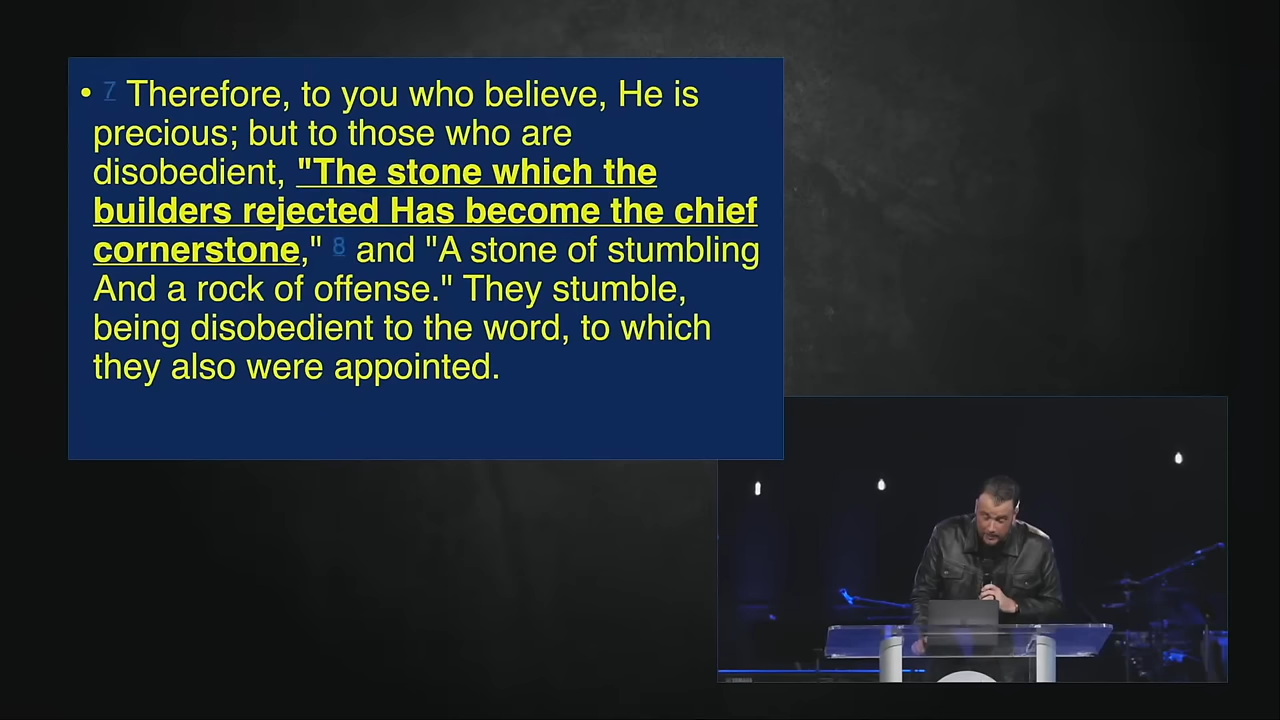 • 7 Therefore, to you who believe, He is
precious; but to those who are
disobedient, "The stone which the
builders rejected Has become the chief
cornerstone," 8 and "A stone of stumbling
And a rock of offense." They stumble,
being disobedient to the word, to which
they also were appointed.